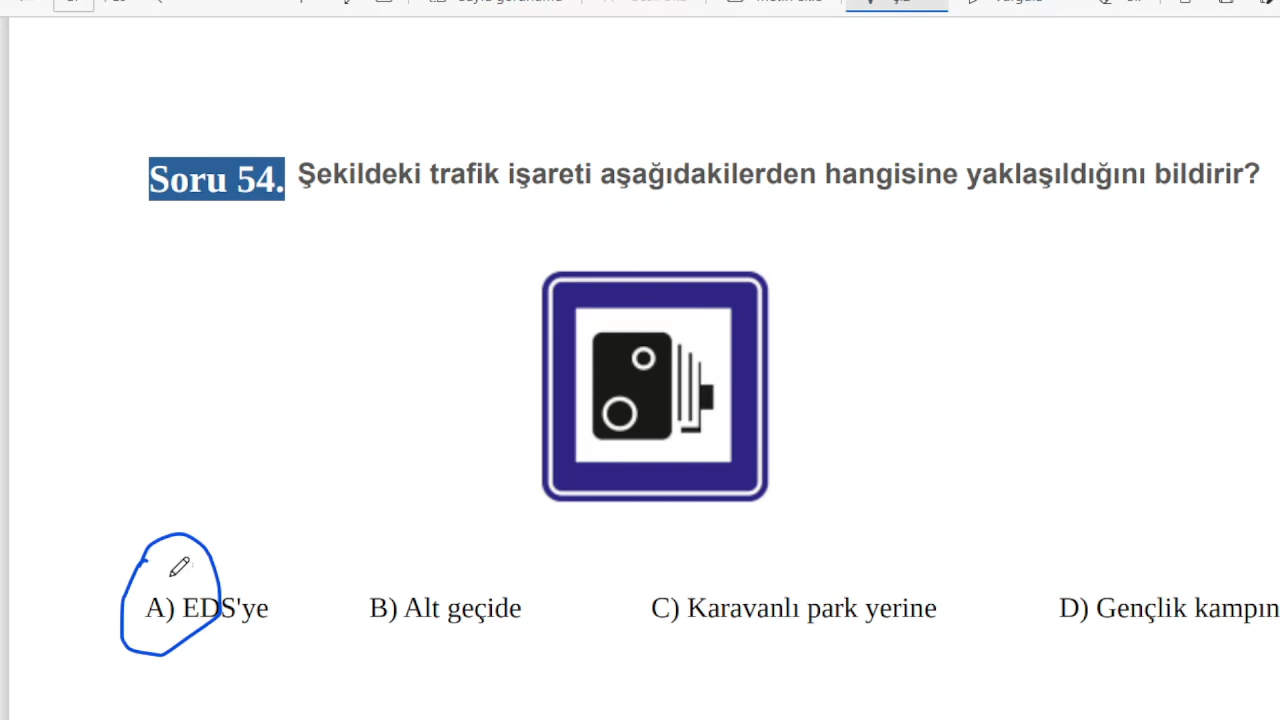 Soru 54. Şekildeki trafik işareti aşağıdakilerden hangisine yaklaşıldığını bildirir?
A) EDS'ye B) Alt geçide C) Karavanlı park yerine D) Gençlik kampın